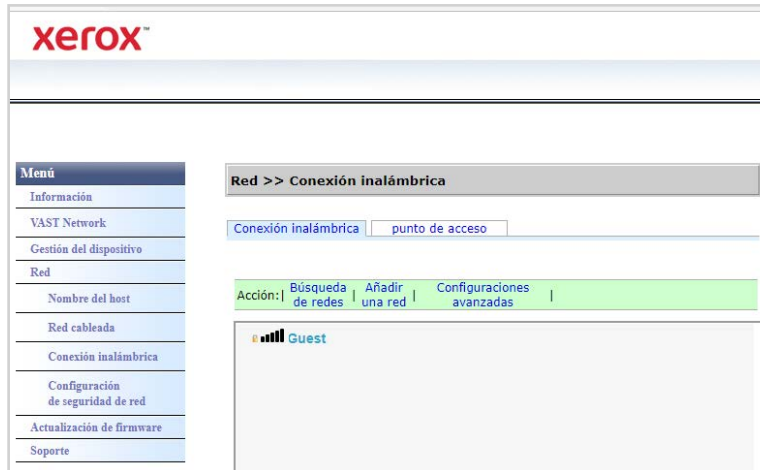 xerox™
Menú
Información
VAST Network
Gestión del dispositivo
Red
Nombre del host
Red cableada
Conexión inalámbrica
Configuración
de seguridad de red
Actualización de firmware
Soporte
Red >> Conexión inalámbrica
Conexión inalámbrica
punto de acceso
Acción:| Búsqueda de redes | Añadir una red | Configuraciones avanzadas |
Guest